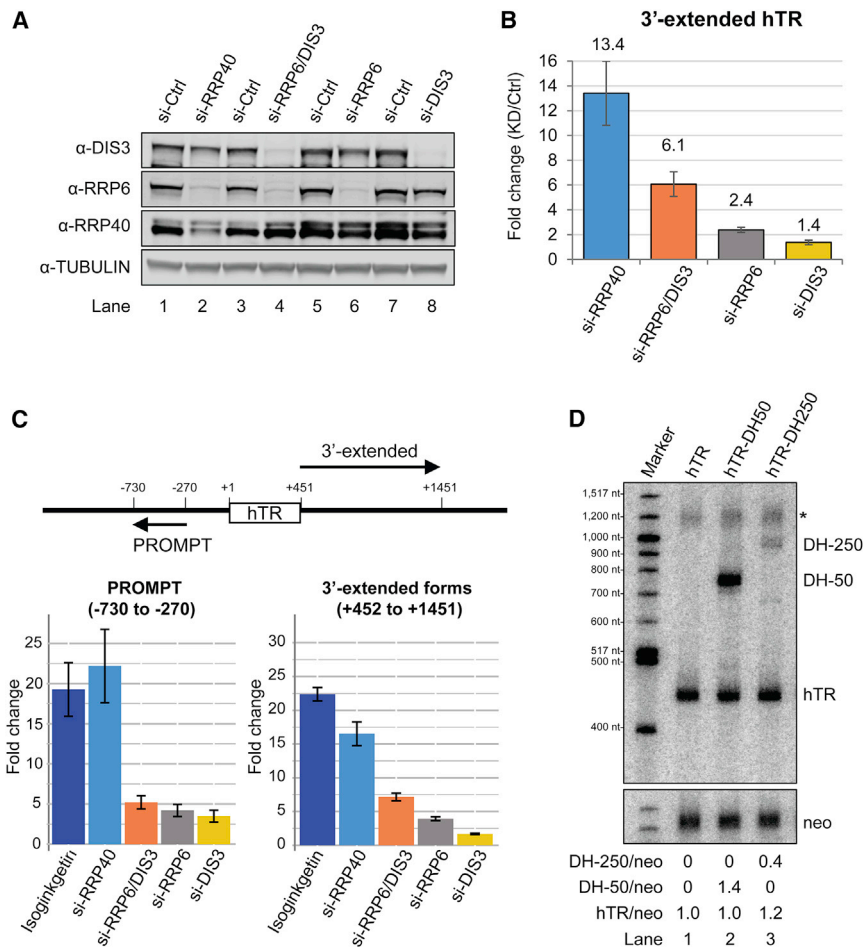 A
si-Ctrl si-RRP40 si-Ctrl si-RRP6/DIS3 si-Ctrl si-RRP6 si-Ctrl si-DIS3
α-DIS3
α-RRP6
α-RRP40
α-TUBULIN
Lane 1 2 3 4 5 6 7 8
B
3’-extended hTR
Fold change (KD/Ctrl)
16
14
12
10
8
6
4
2
0
13.4
6.1
2.4
1.4
si-RRP40 si-RRP6/DIS3 si-RRP6 si-DIS3
C
3’-extended
-730 -270 +1 +451 +1451
hTR
PROMPT
PROMPT
(-730 to -270)
Fold change
25
20
15
10
5
0
Isoginkgetin si-RRP40 si-RRP6/DIS3 si-RRP6 si-DIS3
3’-extended forms
(+452 to +1451)
Fold change
30
25
20
15
10
5
0
Isoginkgetin si-RRP40 si-RRP6/DIS3 si-RRP6 si-DIS3
D
Marker hTR hTR-DH50 hTR-DH250
1,517 nt
1,200 nt
1,000 nt
900 nt
800 nt
700 nt
600 nt
517 nt
500 nt
400 nt
*
DH-250
DH-50
hTR
neo
DH-250/neo 0 0 0.4
DH-50/neo 0 1.4 0
hTR/neo 1.0 1.0 1.2
Lane 1 2 3